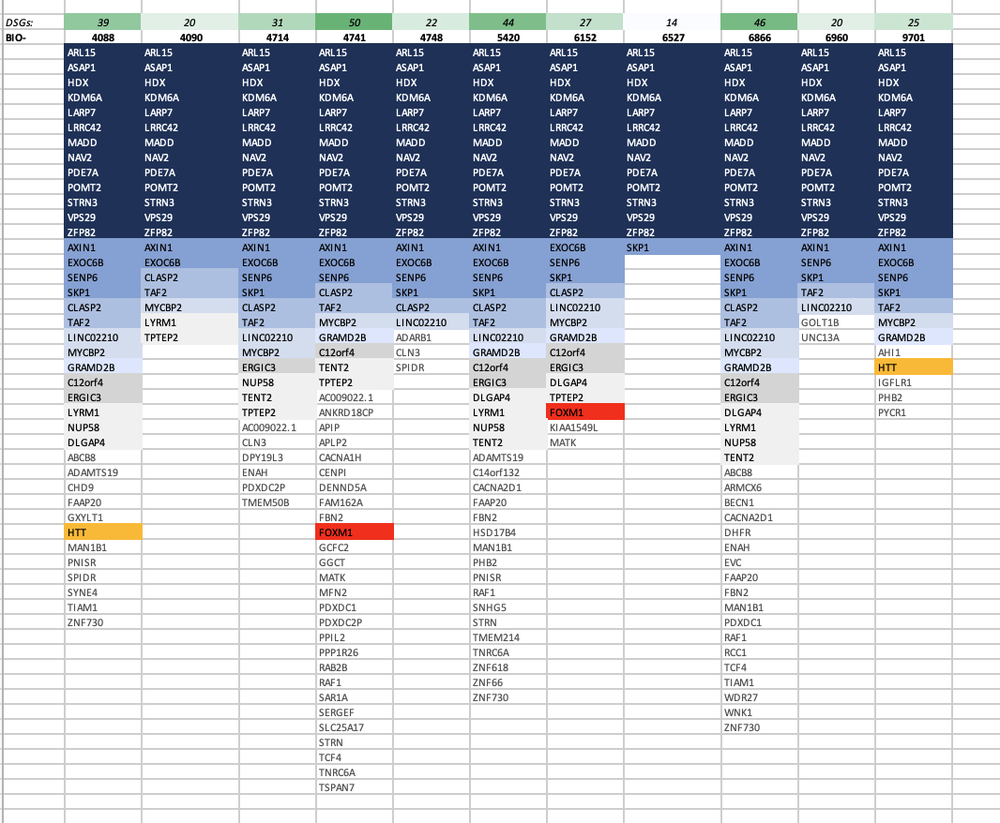 DSGs: 39 20 31 50 22 44 27 14 46 20 25
BIO- 4088 4090 4714 4741 4748 5420 6152 6527 6866 6960 9701
ARL15 ARL15 ARL15 ARL15 ARL15 ARL15 ARL15 ARL15 ARL15 ARL15 ARL15
ASAP1 ASAP1 ASAP1 ASAP1 ASAP1 ASAP1 ASAP1 ASAP1 ASAP1 ASAP1 ASAP1
HDX HDX HDX HDX HDX HDX HDX HDX HDX HDX HDX
KDM6A KDM6A KDM6A KDM6A KDM6A KDM6A KDM6A KDM6A KDM6A KDM6A KDM6A
LARP7 LARP7 LARP7 LARP7 LARP7 LARP7 LARP7 LARP7 LARP7 LARP7 LARP7
LRRC42 LRRC42 LRRC42 LRRC42 LRRC42 LRRC42 LRRC42 LRRC42 LRRC42 LRRC42 LRRC42
MADD MADD MADD MADD MADD MADD MADD MADD MADD MADD MADD
NAV2 NAV2 NAV2 NAV2 NAV2 NAV2 NAV2 NAV2 NAV2 NAV2 NAV2
PDE7A PDE7A PDE7A PDE7A PDE7A PDE7A PDE7A PDE7A PDE7A PDE7A PDE7A
POMT2 POMT2 POMT2 POMT2 POMT2 POMT2 POMT2 POMT2 POMT2 POMT2 POMT2
STRN3 STRN3 STRN3 STRN3 STRN3 STRN3 STRN3 STRN3 STRN3 STRN3 STRN3
VPS29 VPS29 VPS29 VPS29 VPS29 VPS29 VPS29 VPS29 VPS29 VPS29 VPS29
ZFP82 ZFP82 ZFP82 ZFP82 ZFP82 ZFP82 ZFP82 ZFP82 ZFP82 ZFP82 ZFP82
AXIN1 AXIN1 AXIN1 AXIN1 AXIN1 AXIN1 EXOC6B SKP1 AXIN1 AXIN1 AXIN1
EXOC6B EXOC6B EXOC6B EXOC6B EXOC6B EXOC6B SENP6 EXOC6B EXOC6B EXOC6B
SENP6 CLASP2 SENP6 SENP6 SENP6 SENP6 SKP1 SENP6 SKP1 SENP6
SKP1 TAF2 SKP1 CLASP2 SKP1 SKP1 CLASP2 SKP1 TAF2 SKP1
CLASP2 MYCBP2 CLASP2 TAF2 CLASP2 CLASP2 LINC02210 CLASP2 LINC02210 TAF2
TAF2 LYRM1 TAF2 MYCBP2 LINC02210 TAF2 MYCBP2 TAF2 GOLT1B MYCBP2
LINC02210 TPTEP2 LINC02210 GRAMD2B ADARB1 LINC02210 GRAMD2B LINC02210 UNC13A GRAMD2B
MYCBP2 MYCBP2 C12orf4 CLN3 GRAMD2B C12orf4 MYCBP2 AHI1
GRAMD2B ERGIC3 TENT2 SPIDR C12orf4 ERGIC3 GRAMD2B HTT
C12orf4 NUP58 TPTEP2 ERGIC3 DLGAP4 C12orf4 IGFLR1
ERGIC3 TENT2 AC009022.1 DLGAP4 TPTEP2 ERGIC3 PHB2
LYRM1 TPTEP2 ANKRD18CP LYRM1 FOXM1 DLGAP4 PYCR1
NUP58 AC009022.1 APIP NUP58 KIAA1549L LYRM1
DLGAP4 CLN3 APLP2 TENT2 MATK NUP58
ABCB8 DPY19L3 CACNA1H ADAMTS19 TENT2
ADAMTS19 ENAH CENPI C14orf132 ABCB8
CHD9 PDXDC2P DENND5A CACNA2D1 ARMCX6
FAAP20 TMEM50B FAM162A FAAP20 BECN1
GXYLT1 FBN2 FBN2 CACNA2D1
HTT FOXM1 HSD17B4 DHFR
MAN1B1 GCFC2 MAN1B1 ENAH
PNISR GGCT PHB2 EVC
SPIDR MATK PNISR FAAP20
SYNE4 MFN2 RAF1 FBN2
TIAM1 PDXDC1 SNHG5 MAN1B1
ZNF730 PDXDC2P STRN PDXDC1
PPIL2 TMEM214 RAF1
PPP1R26 TNRC6A RCC1
RAB2B ZNF618 TCF4
RAF1 ZNF66 TIAM1
SAR1A ZNF730 WDR27
SERGEF WNK1
SLC25A17 ZNF730
STRN
TCF4
TNRC6A
TSPAN7